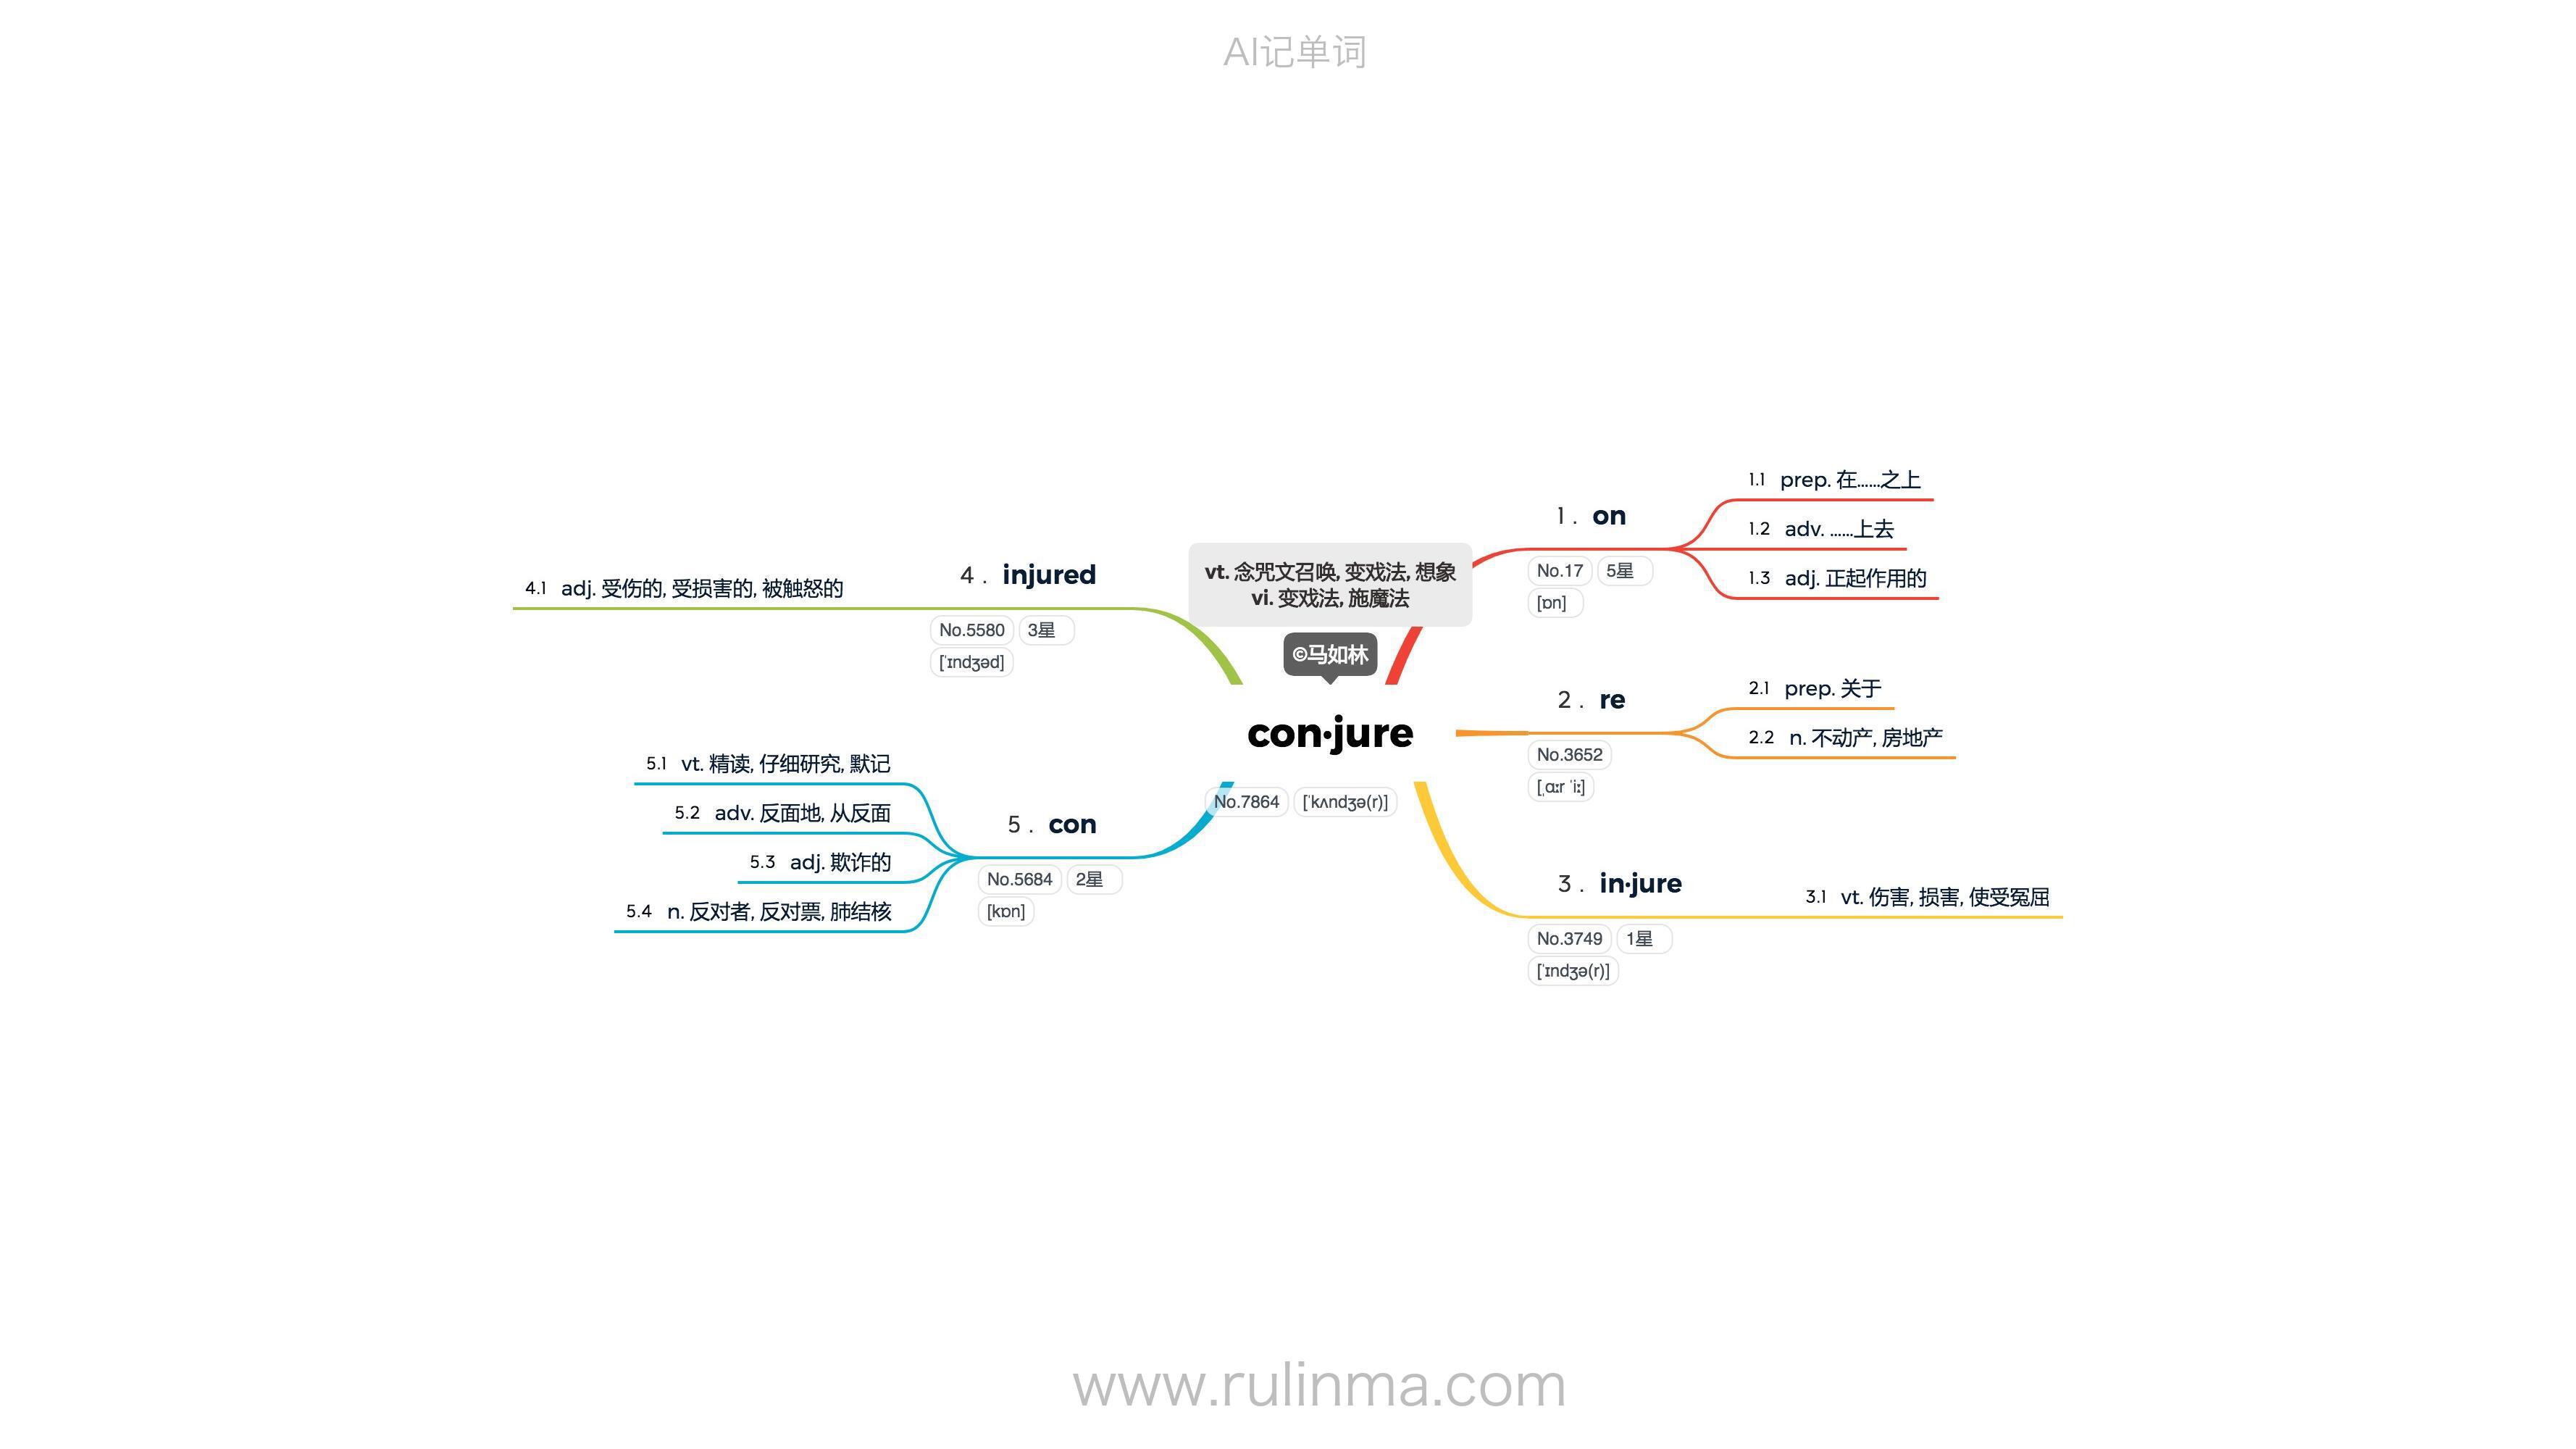 AI记单词
vt. 念咒文召唤, 变戏法, 想象
vi. 变戏法, 施魔法
©马如林
con·jure
No.7864 [ˈkʌndʒə(r)]
1 . on
No.17 5星
[ɒn]
1.1 prep. 在……之上
1.2 adv. ……上去
1.3 adj. 正起作用的
2 . re
No.3652
[ˌɑːr ˈiː]
2.1 prep. 关于
2.2 n. 不动产, 房地产
3 . in·jure
No.3749 1星
[ˈɪndʒə(r)]
3.1 vt. 伤害, 损害, 使受冤屈
4 . injured
No.5580 3星
[ˈɪndʒəd]
4.1 adj. 受伤的, 受损害的, 被触怒的
5 . con
No.5684 2星
[kɒn]
5.1 vt. 精读, 仔细研究, 默记
5.2 adv. 反面地, 从反面
5.3 adj. 欺诈的
5.4 n. 反对者, 反对票, 肺结核
www.rulinma.com